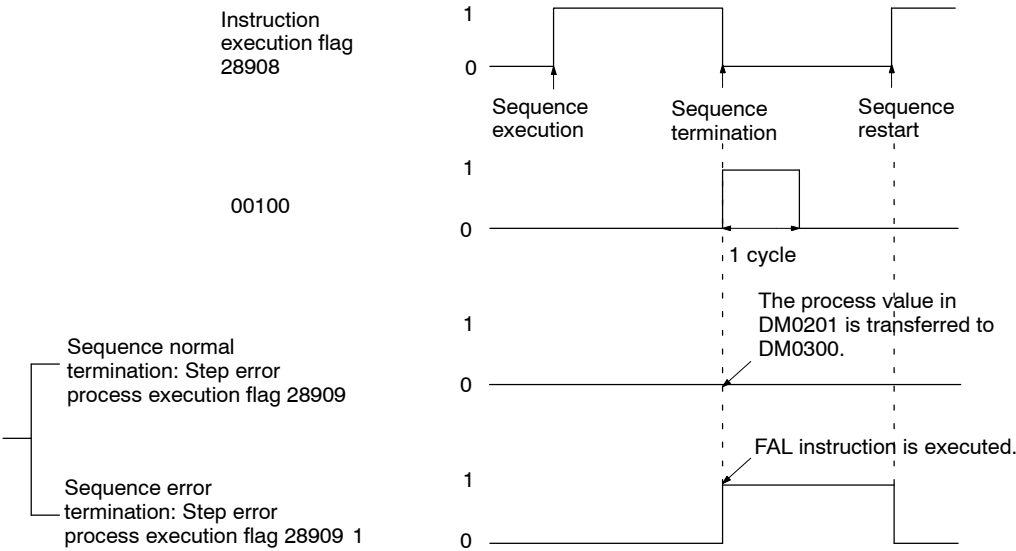 Instruction
execution flag
28908
1
0
Sequence
execution
Sequence
termination
Sequence
restart
00100
1
0
1 cycle
The process value in
DM0201 is transferred to
DM0300.
Sequence normal
termination: Step error
process execution flag 28909
1
0
FAL instruction is executed.
Sequence error
termination: Step error
process execution flag 28909 1
1
0